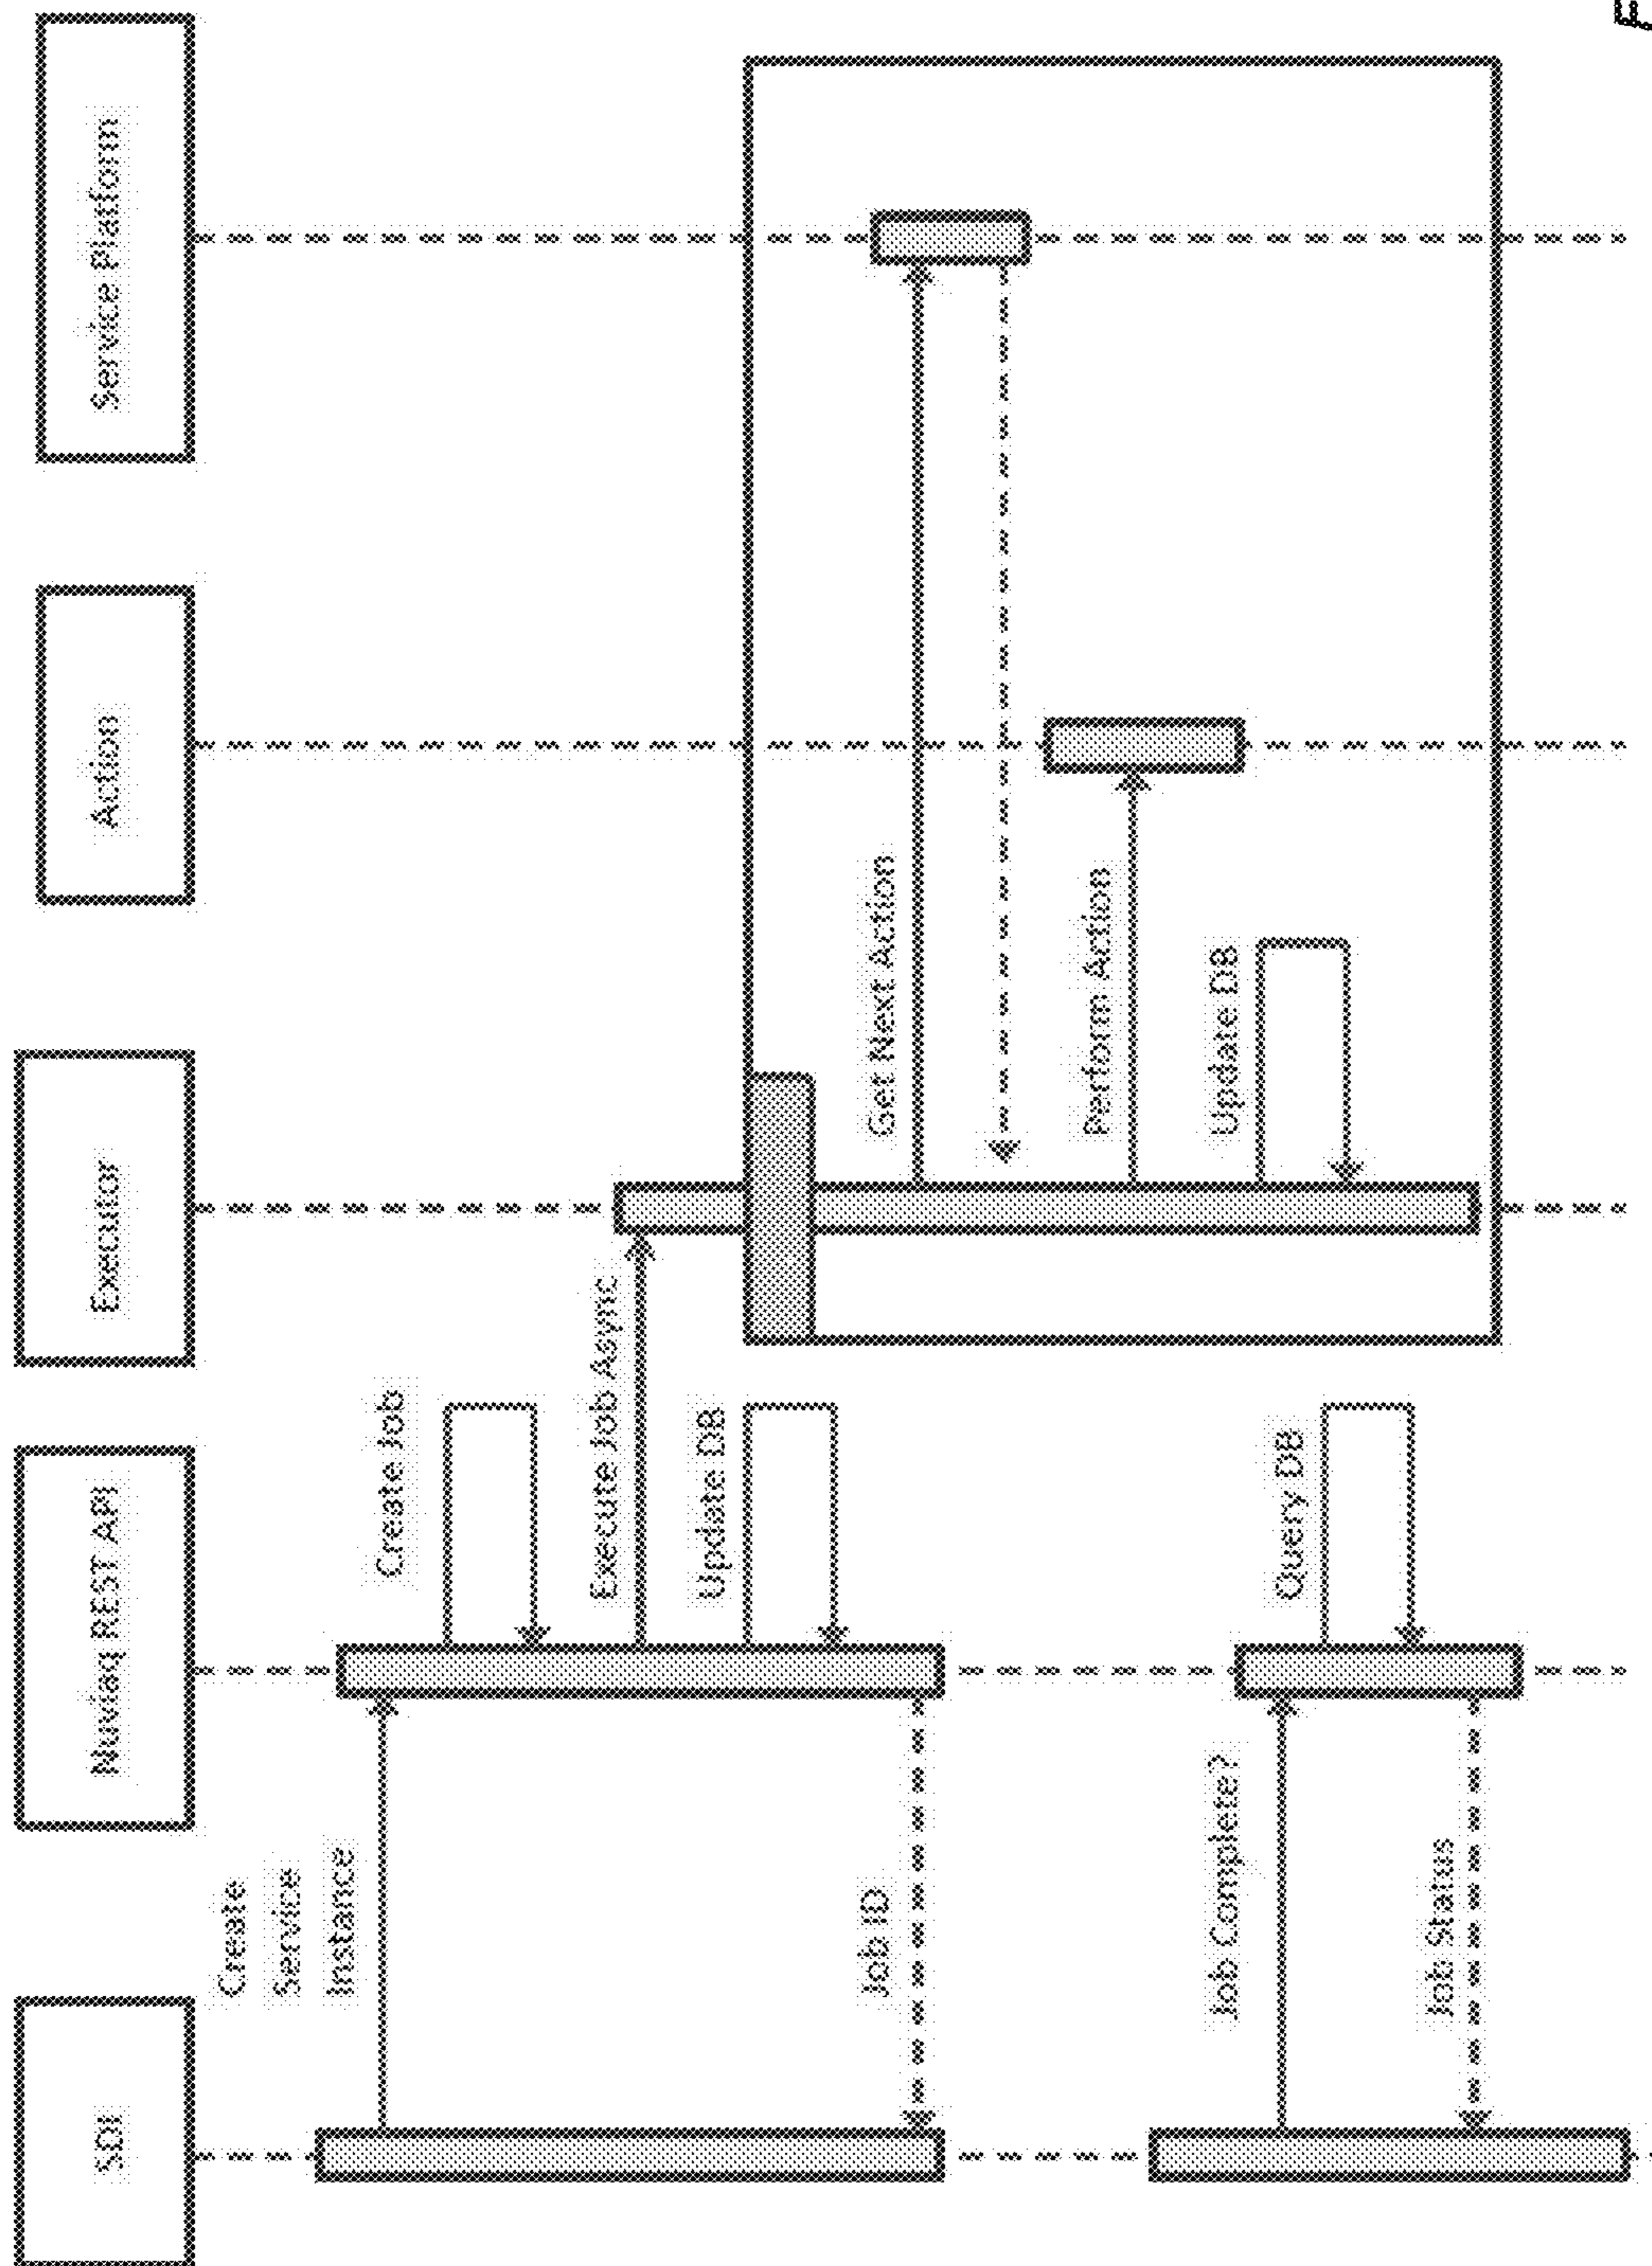 SDI
Nuviaq REST API
Executor
Action
Service Platform
Create
Service
Instance
Create Job
Execute Job Async
Update DB
Get Next Action
Job ID
Perform Action
Update DB
Job Complete?
Query DB
Job Status